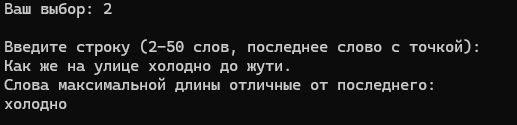 Ваш выбор: 2
Введите строку (2-50 слов, последнее слово с точкой):
Как же на улице холодно до жути.
Слова максимальной длины отличные от последнего:
холодно